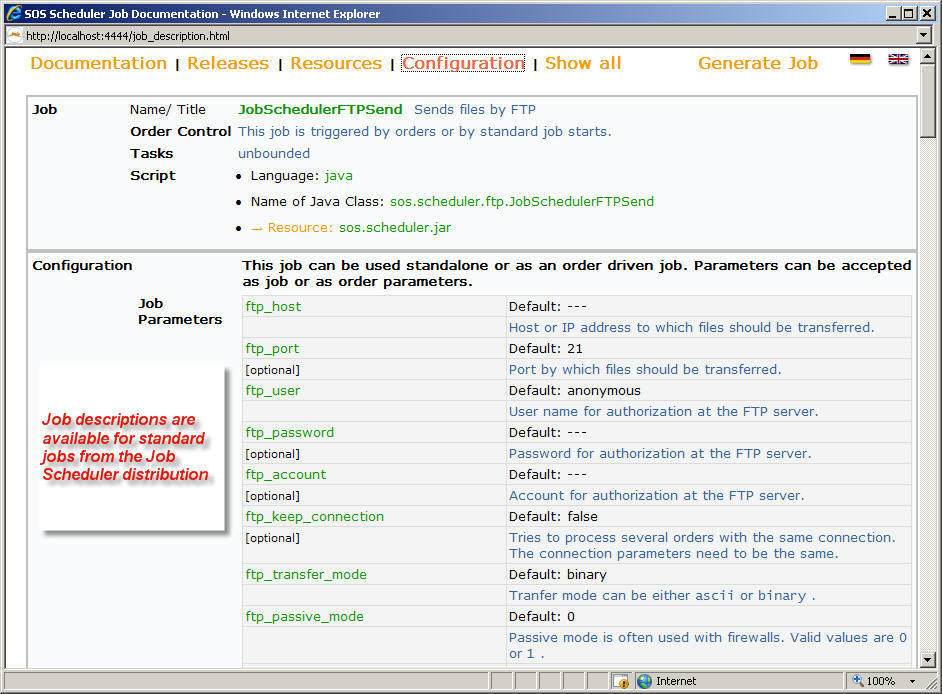 SOS Scheduler Job Documentation - Windows Internet Explorer
http://localhost:4444/job_description.html
Documentation | Releases | Resources | Configuration | Show all Generate Job
Job Name/ Title JobSchedulerFTPSend Sends files by FTP
Order Control This job is triggered by orders or by standard job starts.
Tasks unbounded
Script • Language: java
• Name of Java Class: sos.scheduler.ftp.JobSchedulerFTPSend
• → Resource: sos.scheduler.jar
Configuration This job can be used standalone or as an order driven job. Parameters can be accepted
as job or as order parameters.
Job
Parameters
ftp_host Default: ---
Host or IP address to which files should be transferred.
ftp_port Default: 21
[optional] Port by which files should be transferred.
ftp_user Default: anonymous
User name for authorization at the FTP server.
ftp_password Default: ---
[optional] Password for authorization at the FTP server.
ftp_account Default: ---
[optional] Account for authorization at the FTP server.
ftp_keep_connection Default: false
[optional] Tries to process several orders with the same connection.
The connection parameters need to be the same.
ftp_transfer_mode Default: binary
Tranfer mode can be either ascii or binary .
ftp_passive_mode Default: 0
Passive mode is often used with firewalls. Valid values are 0
or 1 .
Job descriptions are
available for standard
jobs from the Job
Scheduler distribution
Internet 100%